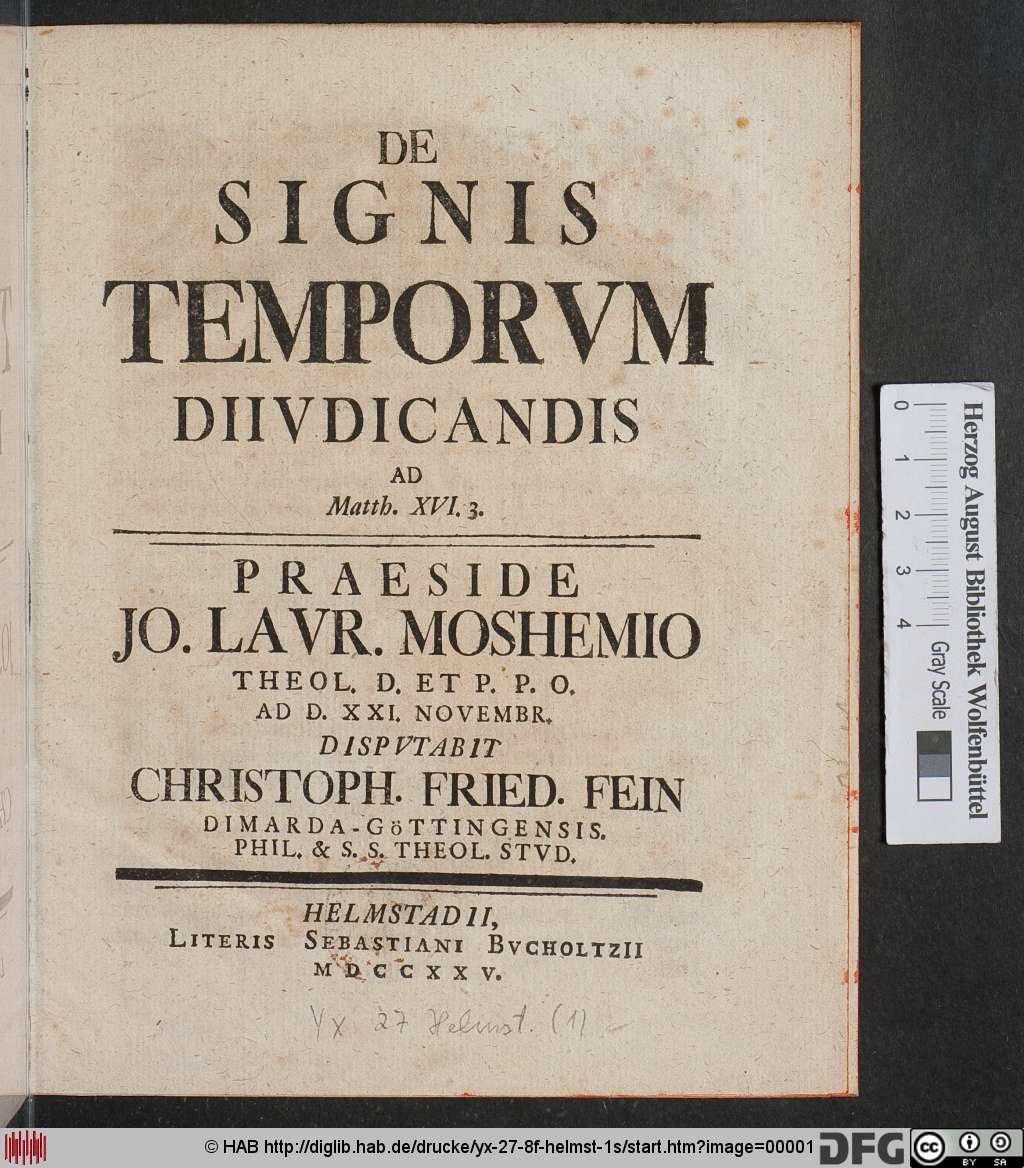 DE
SIGNIS
TEMPORVM
DIIVDICANDIS
AD
Matth. XVI. 3.
PRAESIDE
JO. LAVR. MOSHEMIO
THEOL. D. ET P. P. O.
AD D. XXI. NOVEMBR.
DISPVTABIT
CHRISTOPH. FRIED. FEIN
DIMARDA-GöTTINGENSIS.
PHIL. & S. S. THEOL. STVD.
HELMSTADII,
LITERIS SEBASTIANI BVCHOLTZII
MDCCXXV.
Yx 27 Helmst. (1)
Herzog August Bibliothek Wolfenbüttel
0 1 2 3 4 Gray Scale
© HAB http://diglib.hab.de/drucke/yx-27-8f-helmst-1s/start.htm?image=00001
DFG
cc BY SA